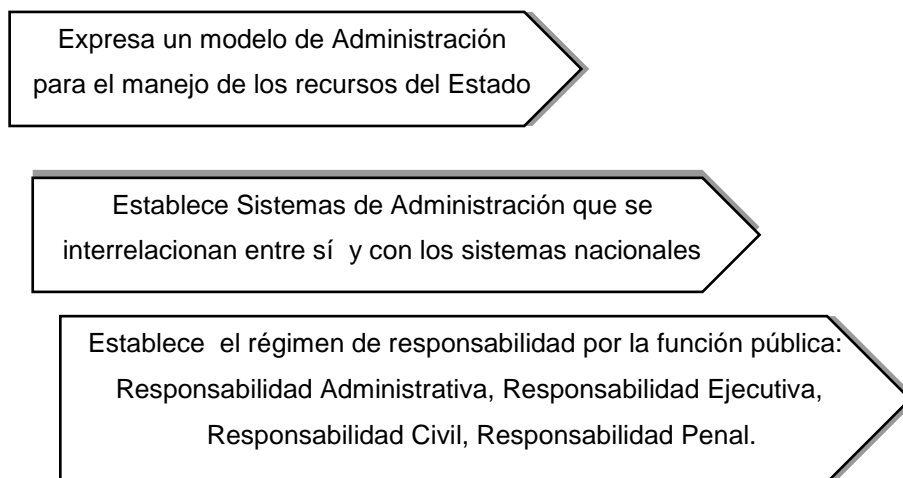 Expresa un modelo de Administración
para el manejo de los recursos del Estado
Establece Sistemas de Administración que se
interrelacionan entre sí  y con los sistemas nacionales
Establece  el régimen de responsabilidad por la función pública:
Responsabilidad Administrativa, Responsabilidad Ejecutiva,
Responsabilidad Civil, Responsabilidad Penal.